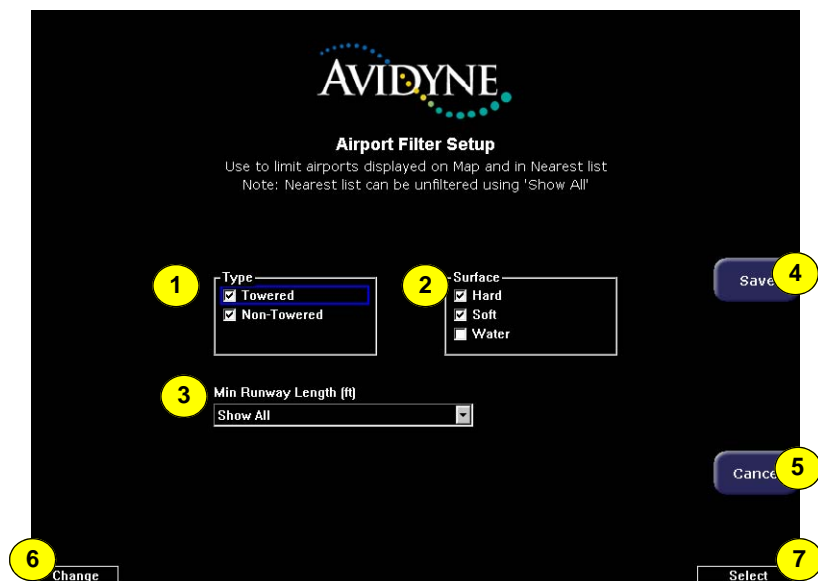 AVIDYNE
Airport Filter Setup
Use to limit airports displayed on Map and in Nearest list
Note: Nearest list can be unfiltered using 'Show All'
1
Type
Towered
Non-Towered
2
Surface
Hard
Soft
Water
Save
4
3
Min Runway Length (ft)
Show All
Cance
5
6
Change
7
Select